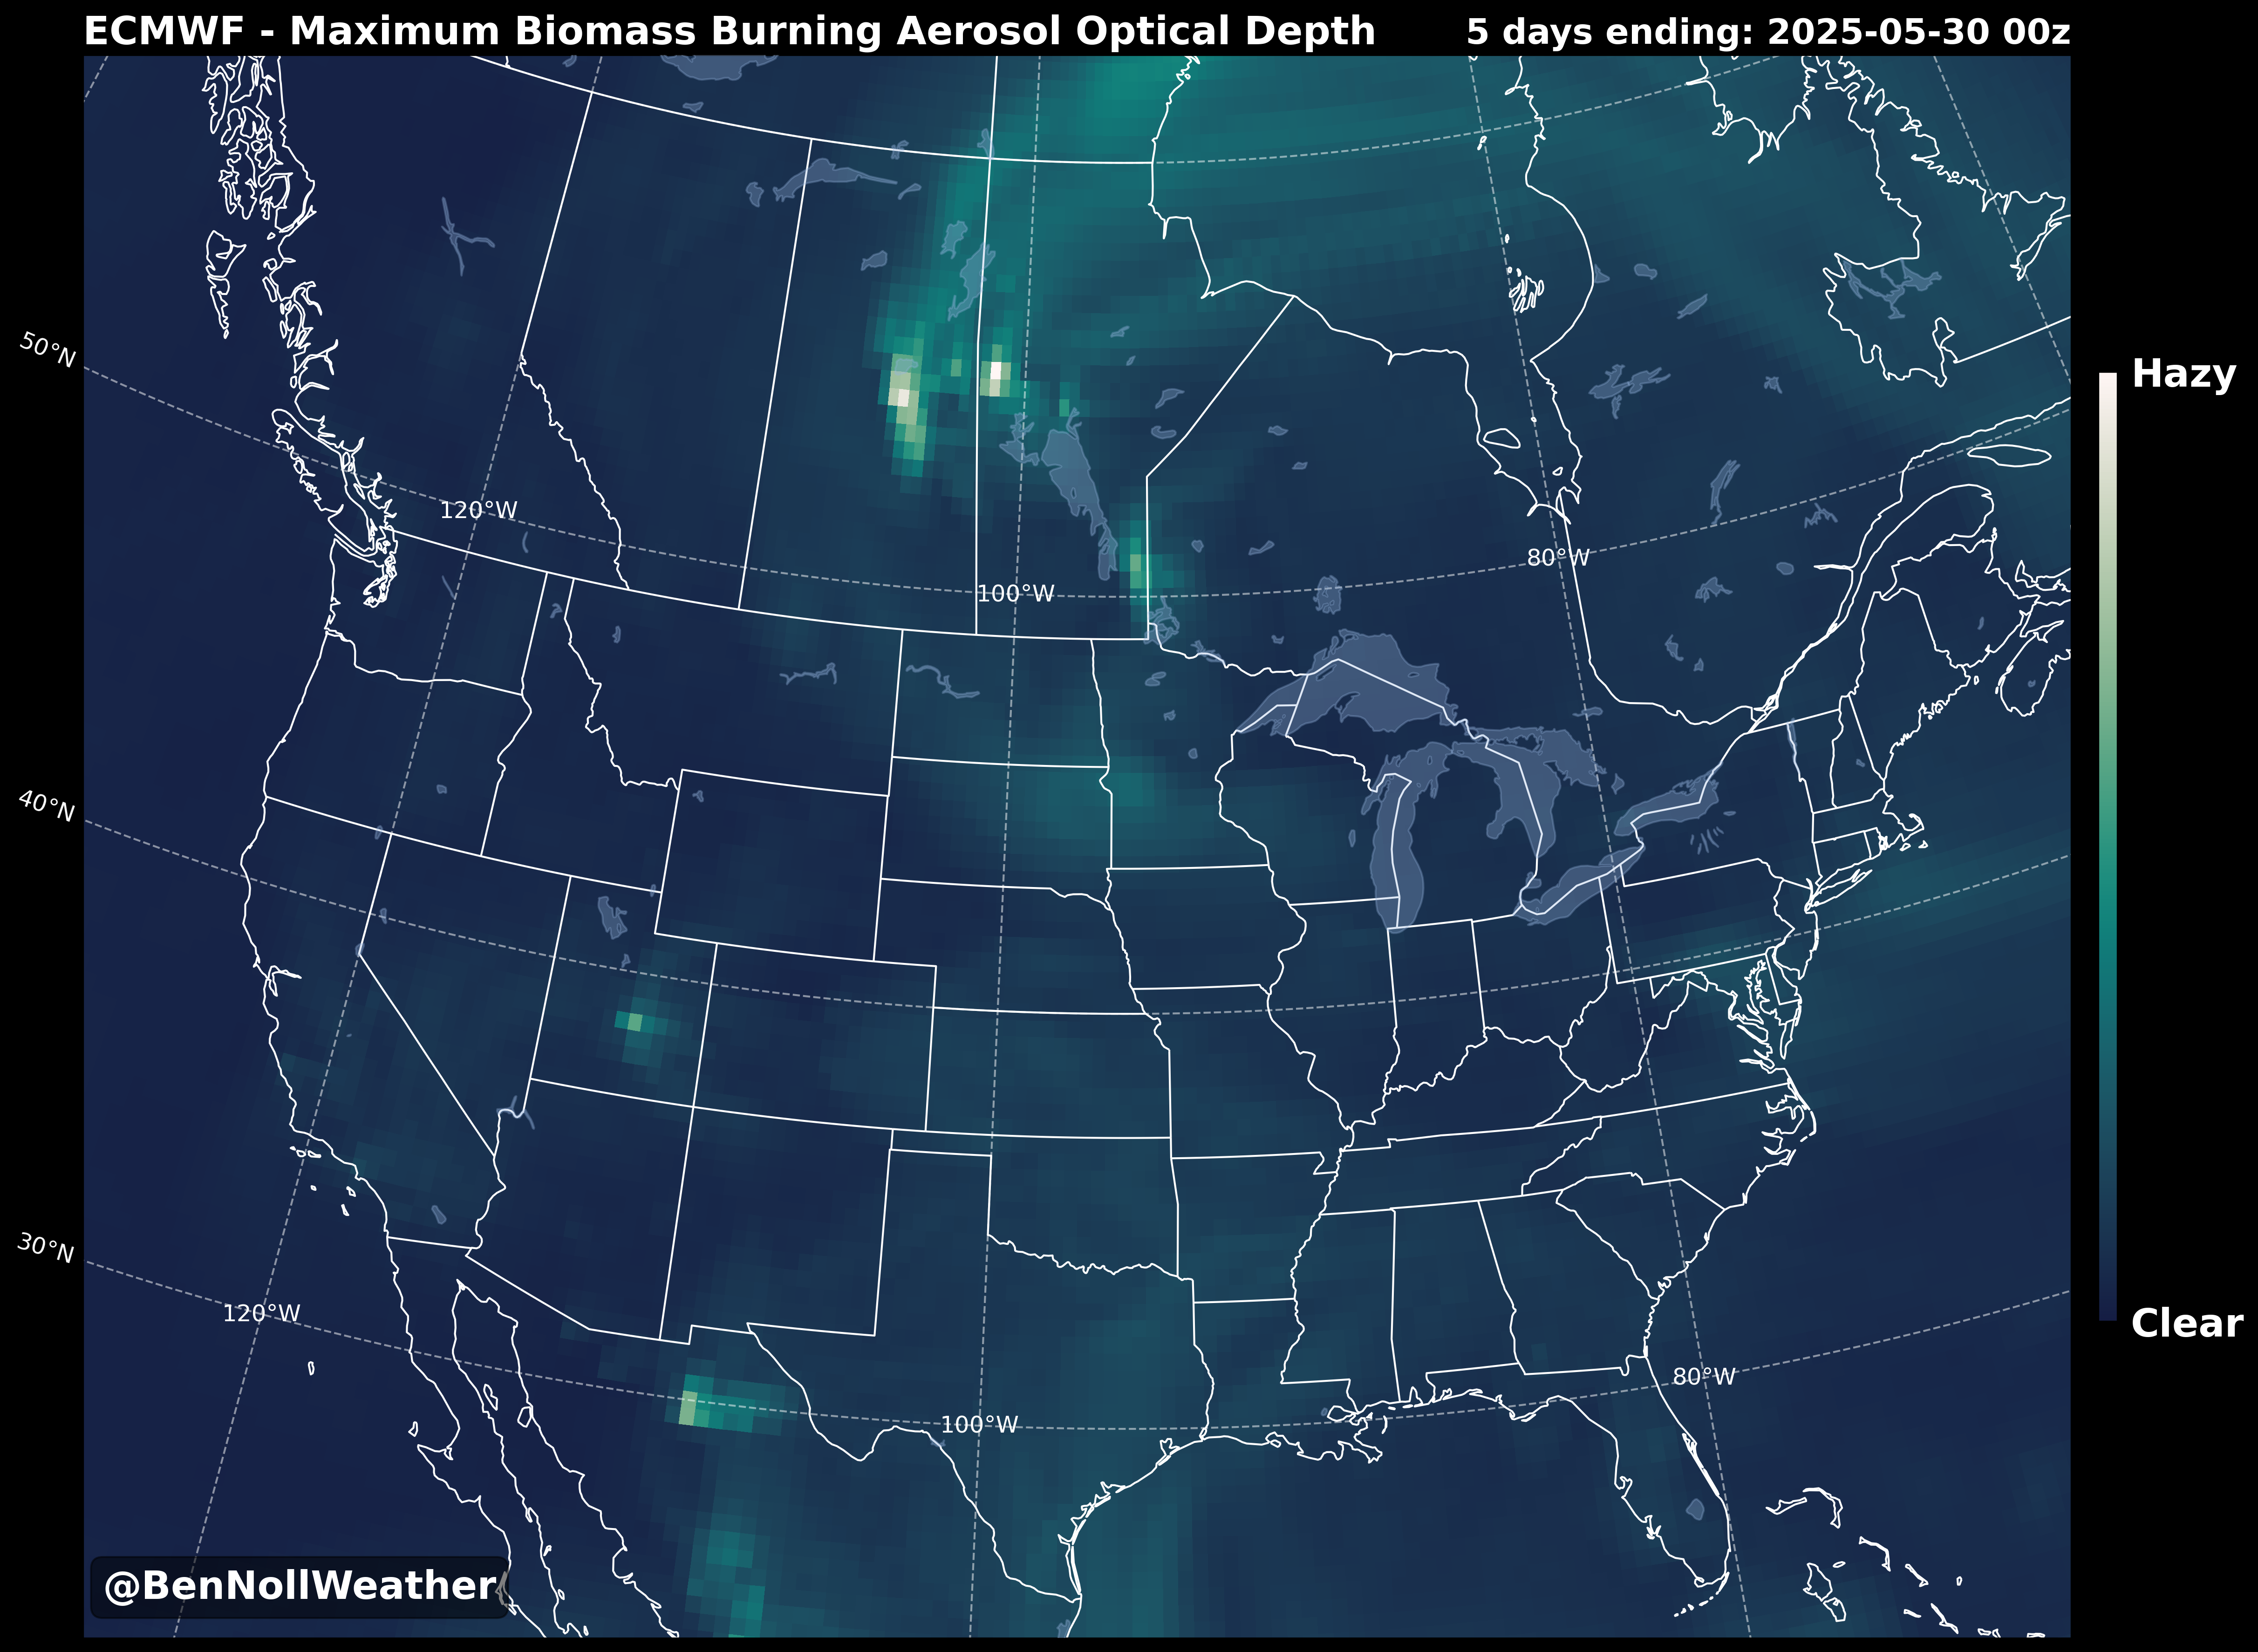 ECMWF - Maximum Biomass Burning Aerosol Optical Depth
5 days ending: 2025-05-30 00z
50°N
Hazy
120°W
80°W
100°W
40°N
30°N
120°W
Clear
80°W
100°W
@BenNollWeather